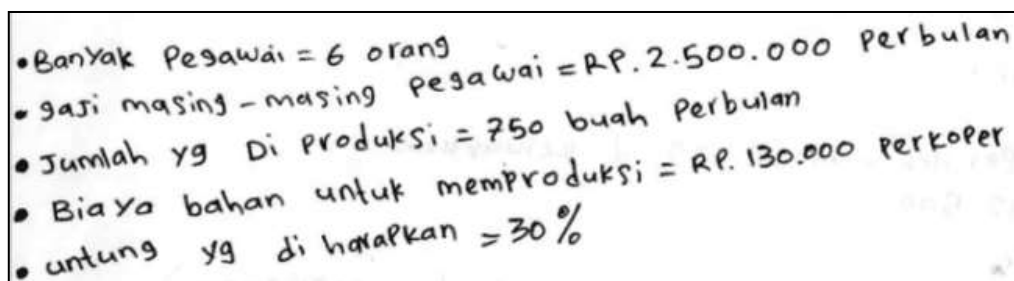 • Banyak Pegawai = 6 orang
• gaji masing-masing pegawai = RP. 2.500.000 Perbulan
• Jumlah yg Di produksi = 750 buah Perbulan
• Biaya bahan untuk memproduksi = RP. 130.000 Perkoper
• untung yg di harapkan = 30%